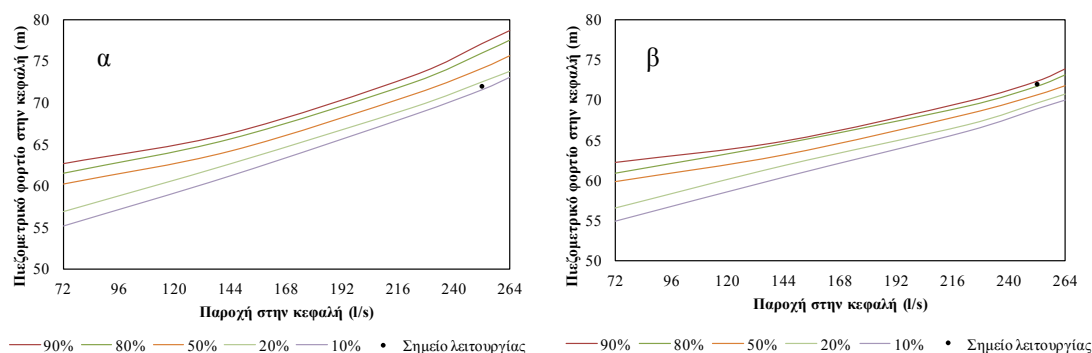 Πιεζομετρικό φορτίο στην κεφαλή (m)
80
75
70
65
60
55
50
α
72 96 120 144 168 192 216 240 264
Παροχή στην κεφαλή (l/s)
90% 80% 50% 20% 10% Σημείο λειτουργίας
Πιεζομετρικό φορτίο στην κεφαλή (m)
80
75
70
65
60
55
50
β
72 96 120 144 168 192 216 240 264
Παροχή στην κεφαλή (l/s)
90% 80% 50% 20% 10% Σημείο λειτουργίας